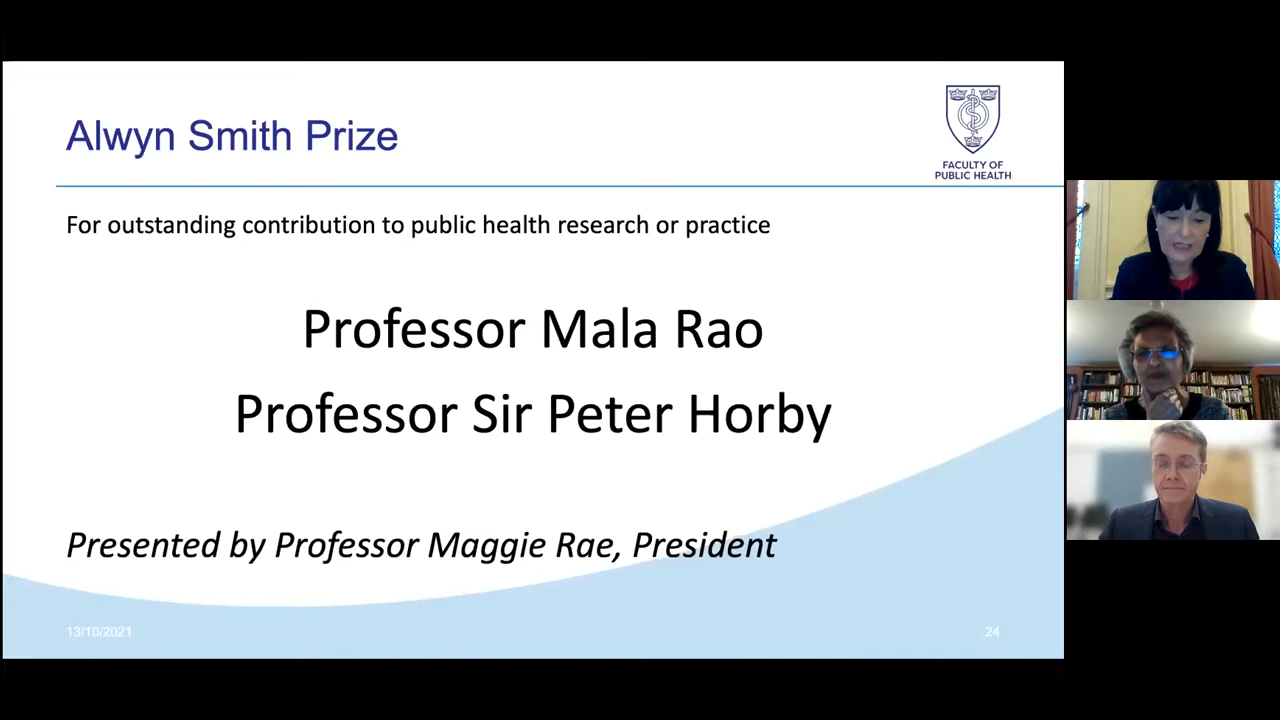 Alwyn Smith Prize
FACULTY OF
PUBLIC HEALTH
For outstanding contribution to public health research or practice
Professor Mala Rao
Professor Sir Peter Horby
Presented by Professor Maggie Rae, President
13/10/2021
24